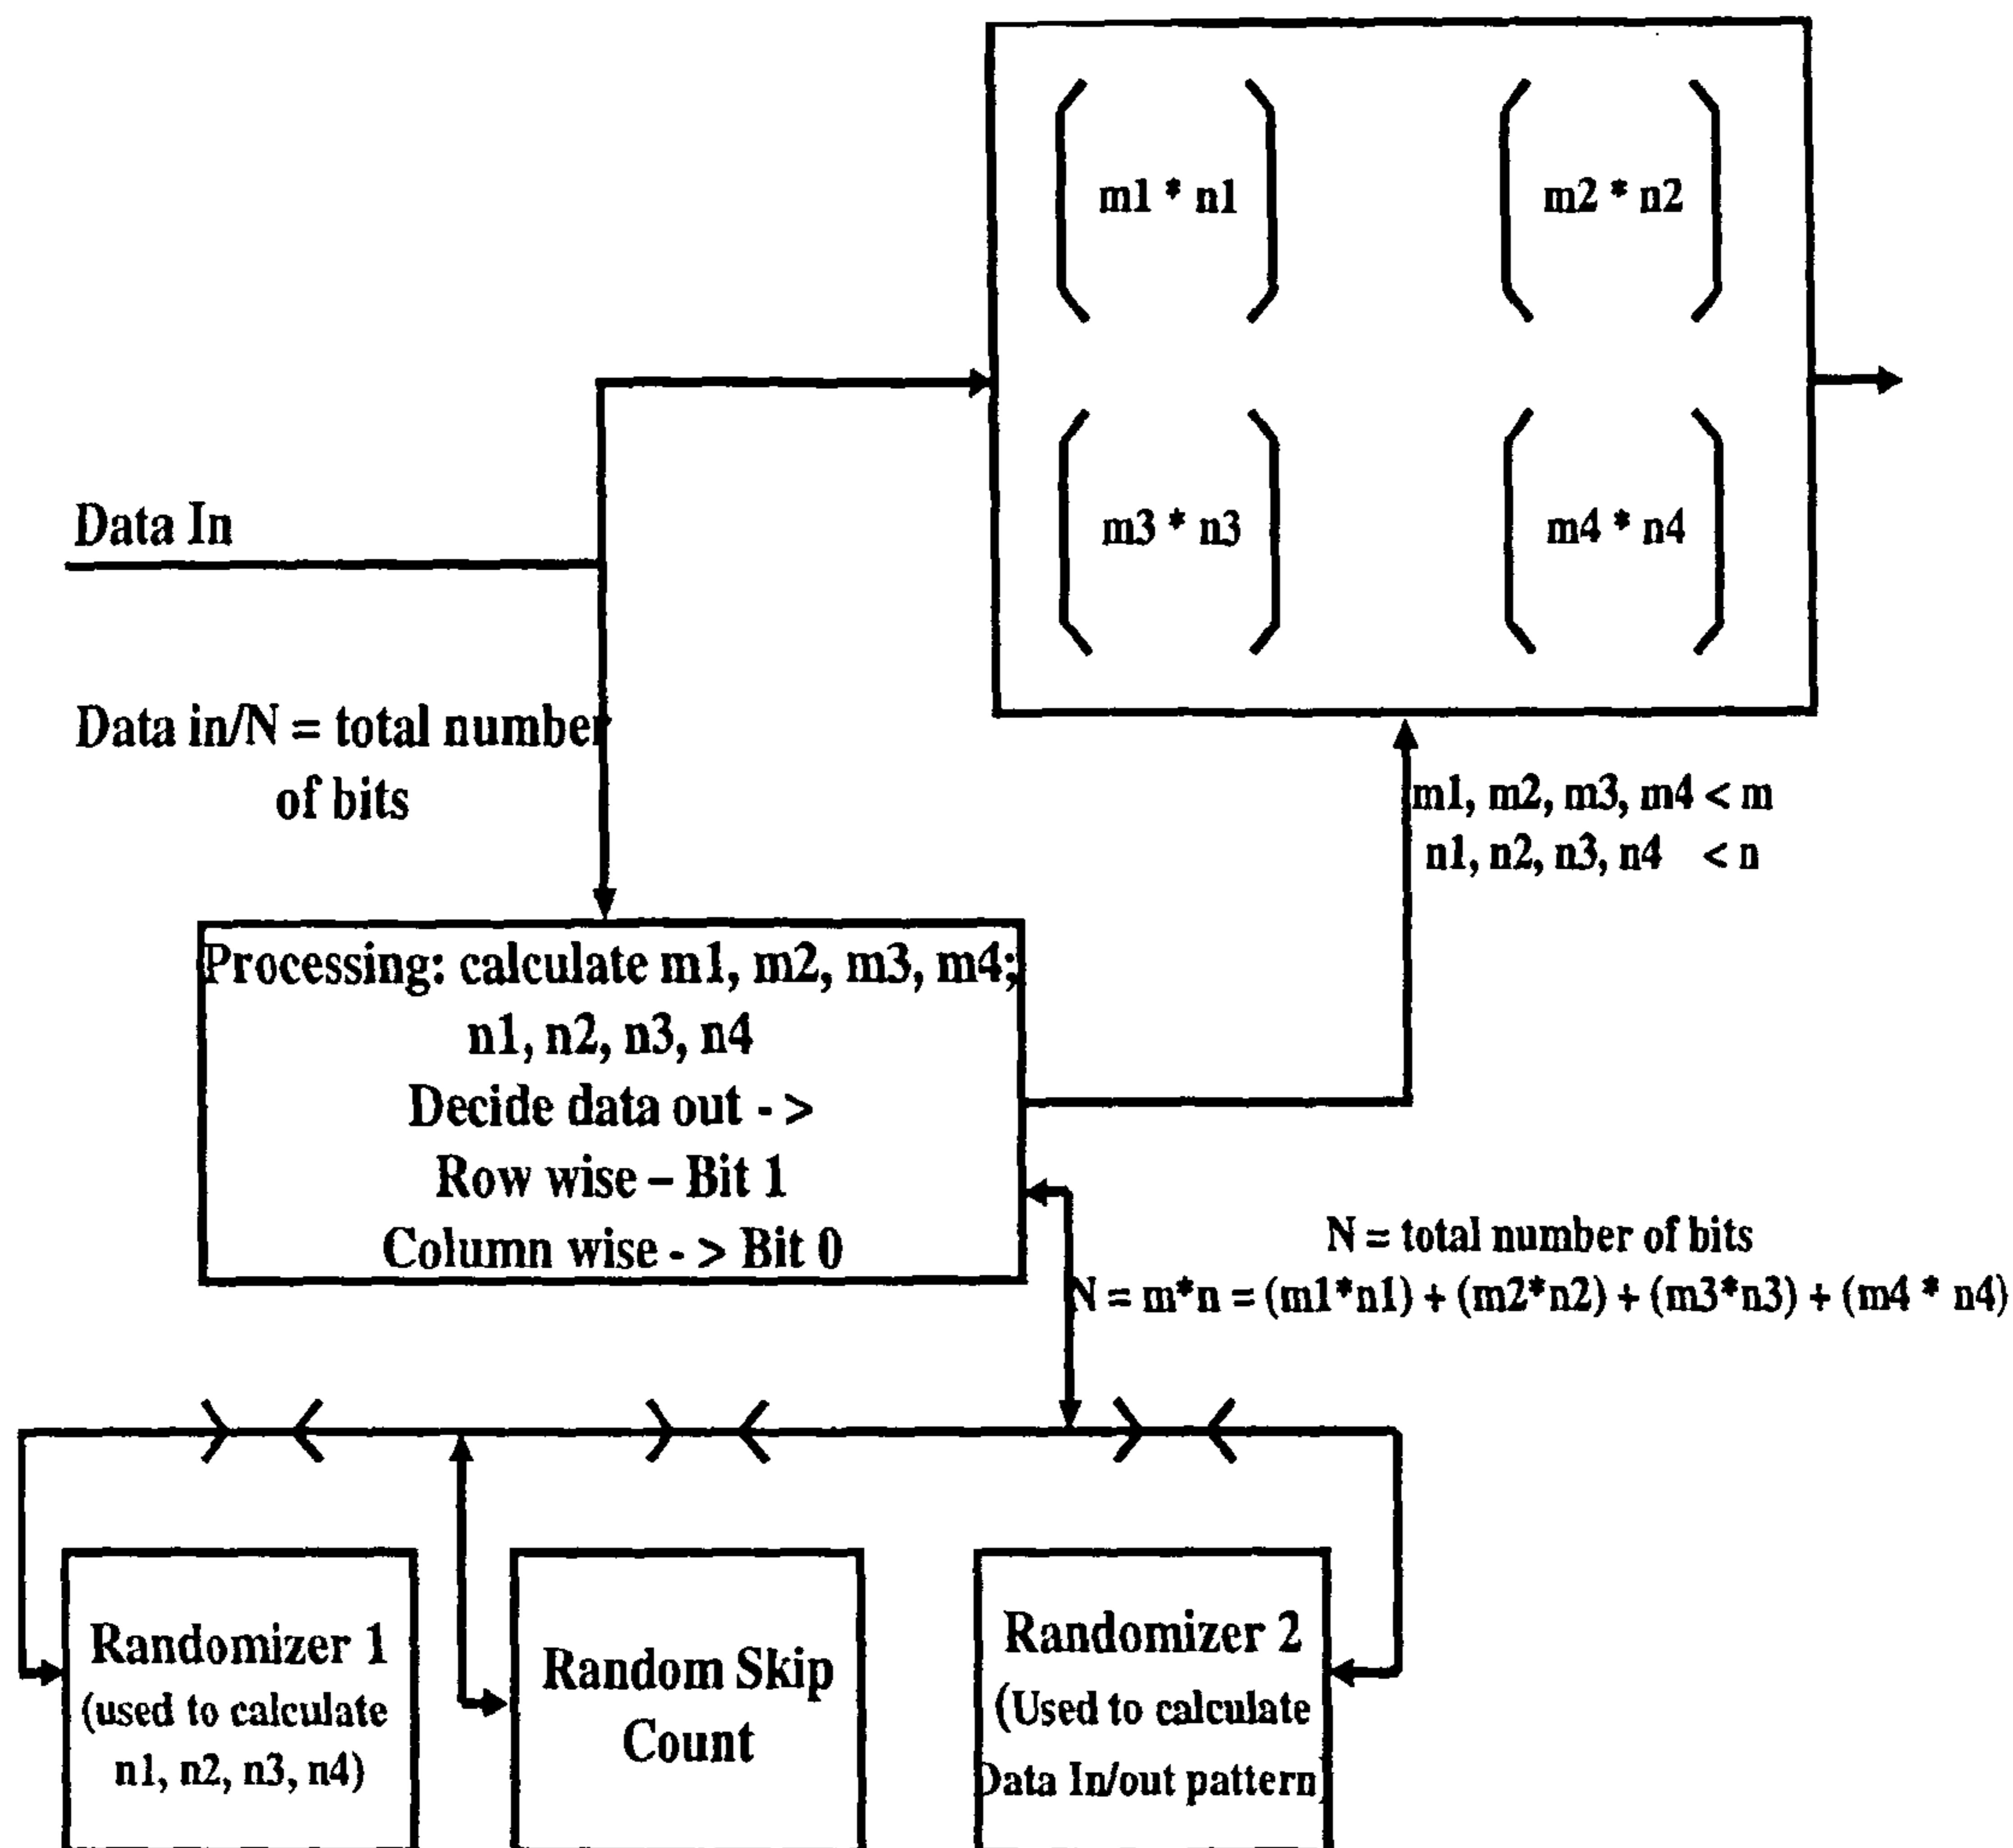 m1 * n1
m2 * n2
m3 * n3
m4 * n4
Data In
Data in/N = total number
of bits
m1, m2, m3, m4 < m
n1, n2, n3, n4 < n
Processing: calculate m1, m2, m3, m4;
n1, n2, n3, n4
Decide data out - >
Row wise – Bit 1
Column wise - > Bit 0
N = total number of bits
N = m*n = (m1*n1) + (m2*n2) + (m3*n3) + (m4 * n4)
Randomizer 1
(used to calculate
n1, n2, n3, n4)
Random Skip
Count
Randomizer 2
(Used to calculate
Data In/out pattern)